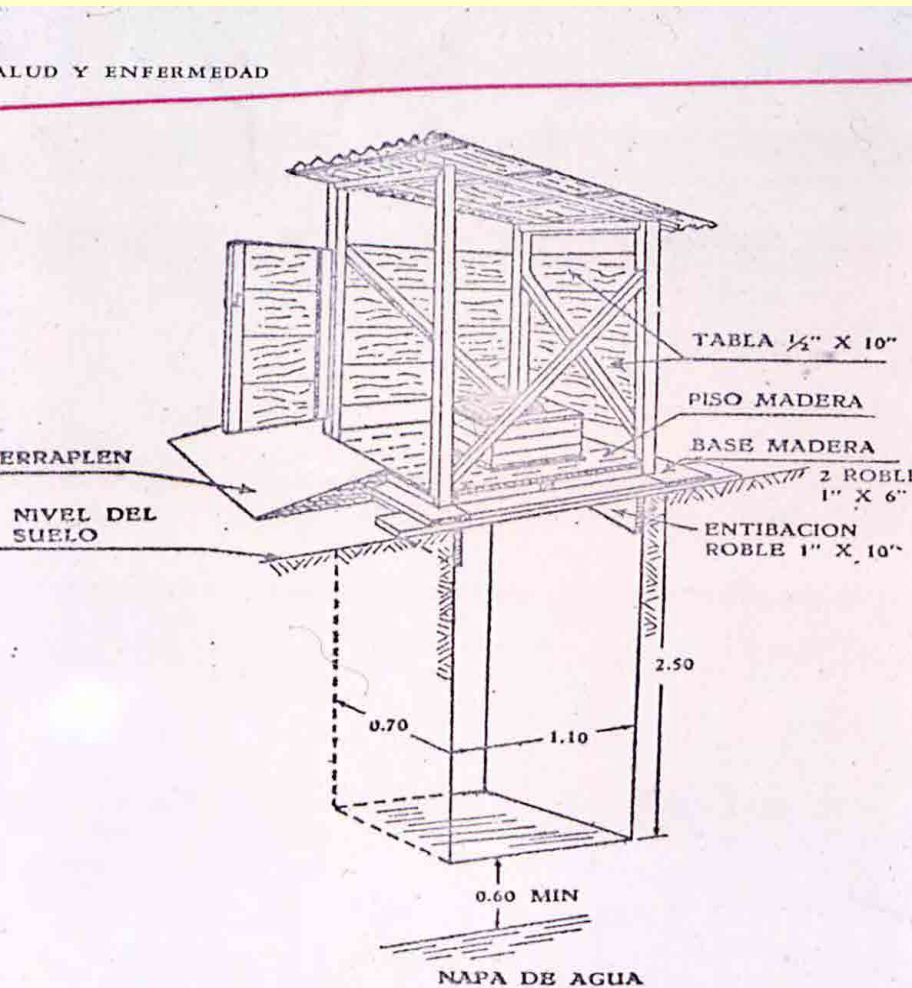 ALUD Y ENFERMEDAD
TABLA ½" X 10"
PISO MADERA
BASE MADERA
2 ROBLE
1" X 6"
ERRAPLEN
NIVEL DEL
SUELO
ENTIBACION
ROBLE 1" X 10"
2.50
0.70
1.10
0.60 MIN
NAPA DE AGUA